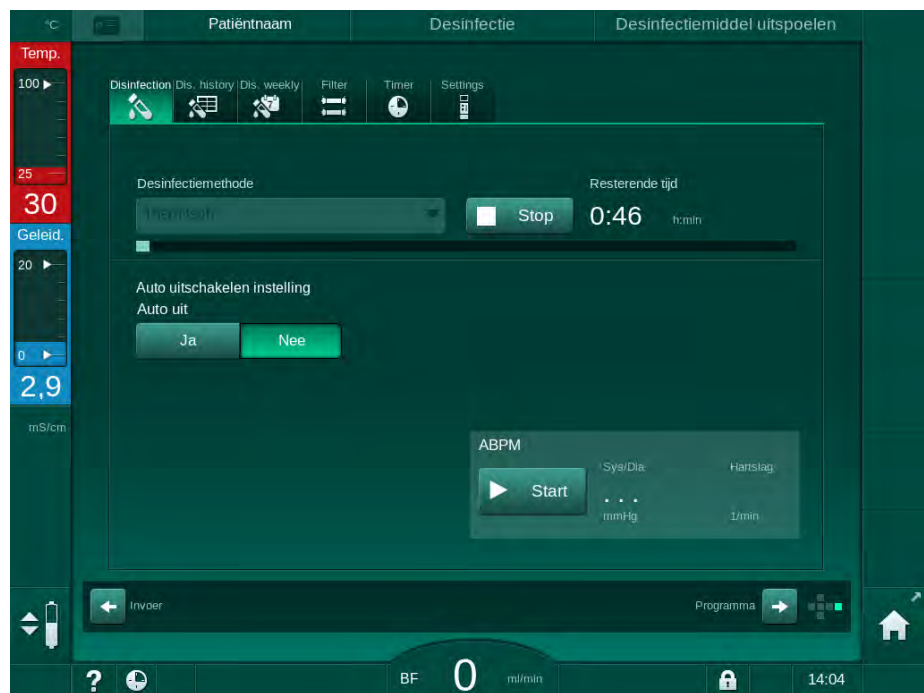 °C Patiëntnaam Desinfectie Desinfectiemiddel uitspoelen
Temp.
100
25
30
Geleid.
20
0
2,9
mS/cm
Disinfection Dis. history Dis. weekly Filter Timer Settings
7
Desinfectiemethode Resterende tijd
Thermisch Stop 0:46 h:min
Auto uitschakelen instelling
Auto uit
Ja Nee
ABPM
Sys/Dia Hartslag
Start . . .
mmHg 1/min
Invoer Programma
? BF 0 ml/min 14:04